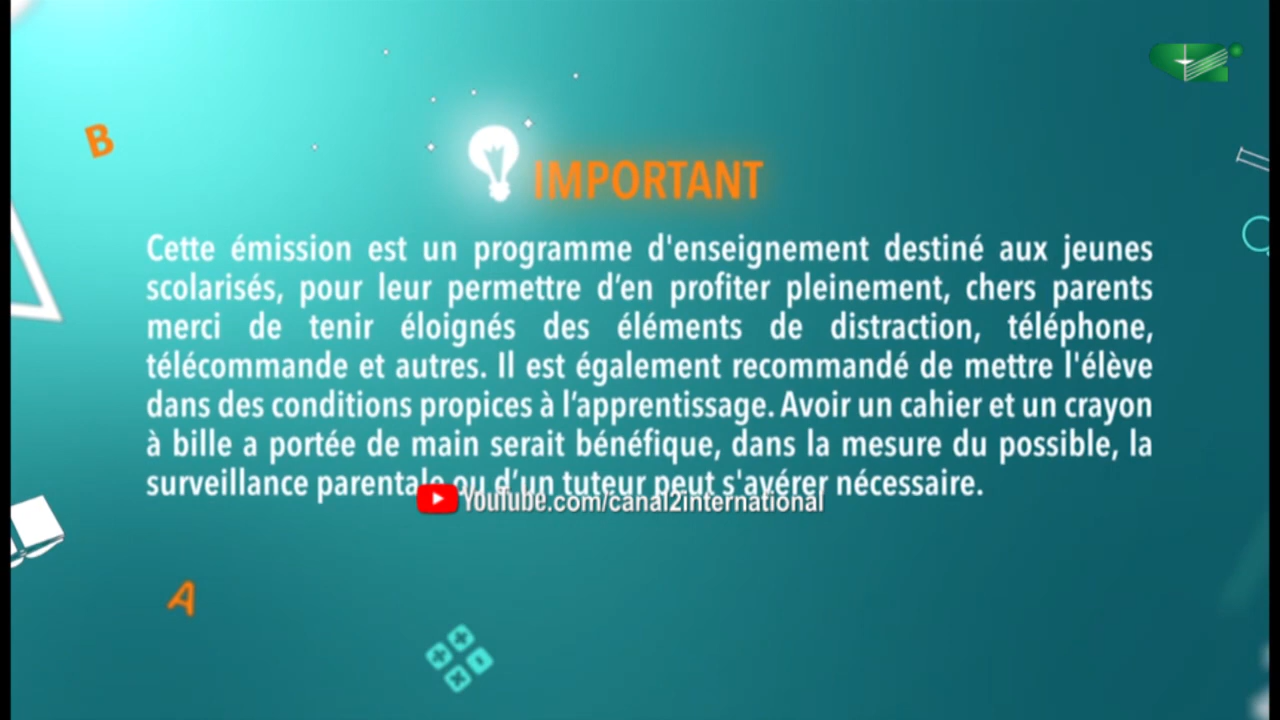 B
IMPORTANT
Cette émission est un programme d'enseignement destiné aux jeunes
scolarisés, pour leur permettre d’en profiter pleinement, chers parents
merci de tenir éloignés des éléments de distraction, téléphone,
télécommande et autres. Il est également recommandé de mettre l'élève
dans des conditions propices à l’apprentissage. Avoir un cahier et un crayon
à bille a portée de main serait bénéfique, dans la mesure du possible, la
surveillance parentale ou d’un tuteur peut s'avérer nécessaire.
YouTube.com/canal2international
A